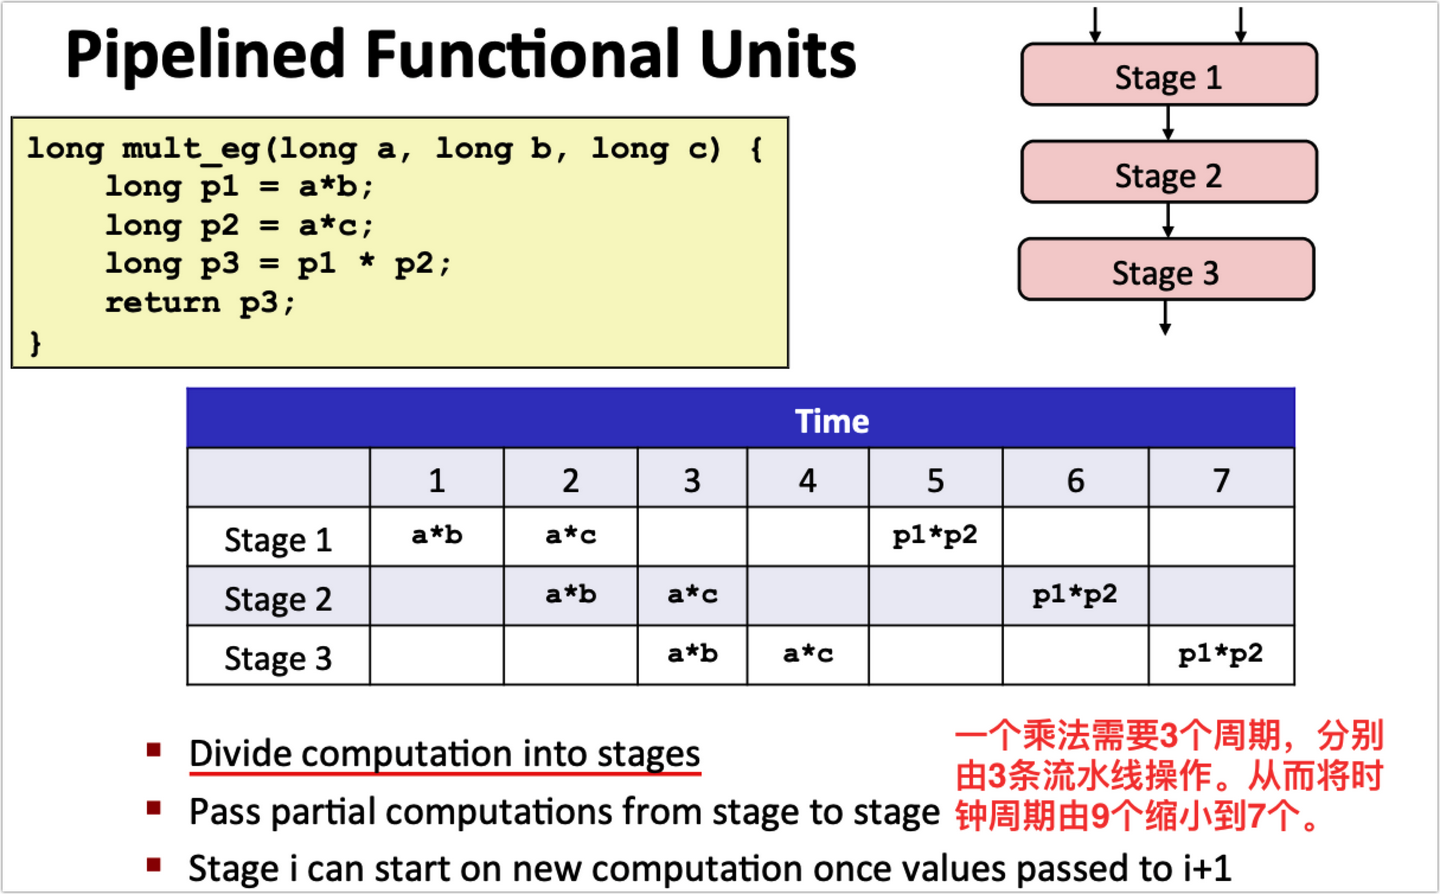 Pipelined Functional Units
long mult_eg(long a, long b, long c) {
    long p1 = a*b;
    long p2 = a*c;
    long p3 = p1 * p2;
    return p3;
}
Stage 1
Stage 2
Stage 3
Time
1 2 3 4 5 6 7
Stage 1 a*b a*c p1*p2
Stage 2 a*b a*c p1*p2
Stage 3 a*b a*c p1*p2
Divide computation into stages
Pass partial computations from stage to stage
Stage i can start on new computation once values passed to i+1
一个乘法需要3个周期，分别
由3条流水线操作。从而将时
钟周期由9个缩小到7个。